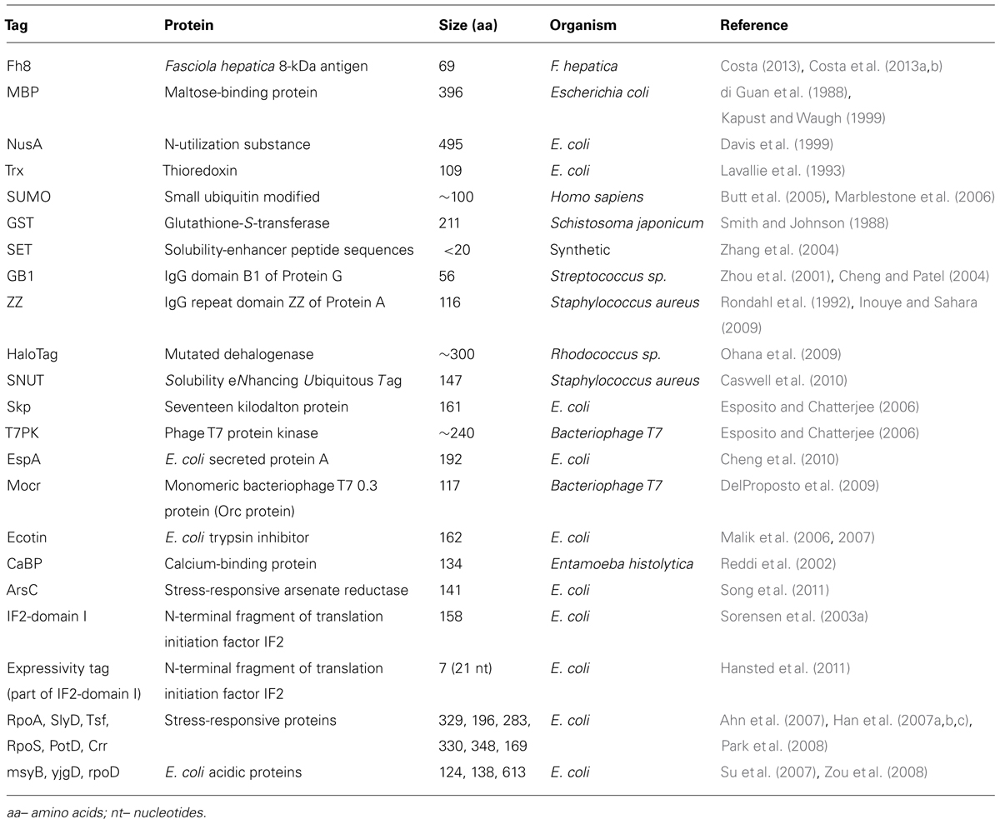 Tag Protein Size (aa) Organism Reference
Fh8 Fasciola hepatica 8-kDa antigen 69 F. hepatica Costa (2013), Costa et al. (2013a,b)
MBP Maltose-binding protein 396 Escherichia coli di Guan et al. (1988),
Kapust and Waugh (1999)
NusA N-utilization substance 495 E. coli Davis et al. (1999)
Trx Thioredoxin 109 E. coli Lavallie et al. (1993)
SUMO Small ubiquitin modified ∼100 Homo sapiens Butt et al. (2005), Marblestone et al. (2006)
GST Glutathione-S-transferase 211 Schistosoma japonicum Smith and Johnson (1988)
SET Solubility-enhancer peptide sequences <20 Synthetic Zhang et al. (2004)
GB1 IgG domain B1 of Protein G 56 Streptococcus sp. Zhou et al. (2001), Cheng and Patel (2004)
ZZ IgG repeat domain ZZ of Protein A 116 Staphylococcus aureus Rondahl et al. (1992), Inouye and Sahara
(2009)
HaloTag Mutated dehalogenase ∼300 Rhodococcus sp. Ohana et al. (2009)
SNUT Solubility eNhancing Ubiquitous Tag 147 Staphylococcus aureus Caswell et al. (2010)
Skp Seventeen kilodalton protein 161 E. coli Esposito and Chatterjee (2006)
T7PK Phage T7 protein kinase ∼240 Bacteriophage T7 Esposito and Chatterjee (2006)
EspA E. coli secreted protein A 192 E. coli Cheng et al. (2010)
Mocr Monomeric bacteriophage T7 0.3 117 Bacteriophage T7 DelProposto et al. (2009)
protein (Orc protein)
Ecotin E. coli trypsin inhibitor 162 E. coli Malik et al. (2006, 2007)
CaBP Calcium-binding protein 134 Entamoeba histolytica Reddi et al. (2002)
ArsC Stress-responsive arsenate reductase 141 E. coli Song et al. (2011)
IF2-domain I N-terminal fragment of translation 158 E. coli Sorensen et al. (2003a)
initiation factor IF2
Expressivity tag N-terminal fragment of translation 7 (21 nt) E. coli Hansted et al. (2011)
(part of IF2-domain I) initiation factor IF2
RpoA, SlyD, Tsf, Stress-responsive proteins 329, 196, 283, E. coli Ahn et al. (2007), Han et al. (2007a,b,c),
RpoS, PotD, Crr 330, 348, 169 Park et al. (2008)
msyB, yjgD, rpoD E. coli acidic proteins 124, 138, 613 E. coli Su et al. (2007), Zou et al. (2008)
aa– amino acids; nt– nucleotides.